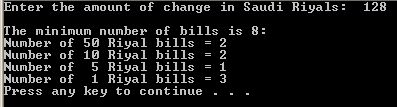 Enter the amount of change in Saudi Riyals:  128
The minimum number of bills is 8:
Number of 50 Riyal bills = 2
Number of 10 Riyal bills = 2
Number of  5 Riyal bills = 1
Number of  1 Riyal bills = 3
Press any key to continue . . .